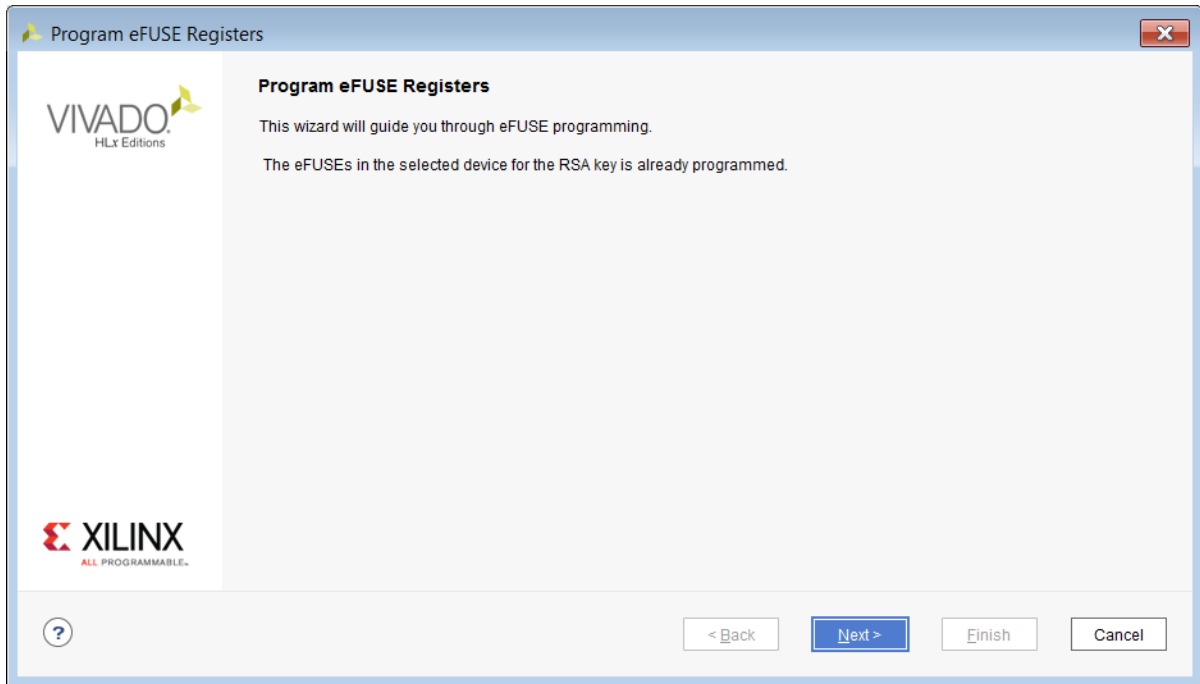 Program eFUSE Registers
VIVADO.
HLx Editions
Program eFUSE Registers
This wizard will guide you through eFUSE programming.
The eFUSEs in the selected device for the RSA key is already programmed.
XILINX
ALL PROGRAMMABLE™
?
< Back Next > Finish Cancel